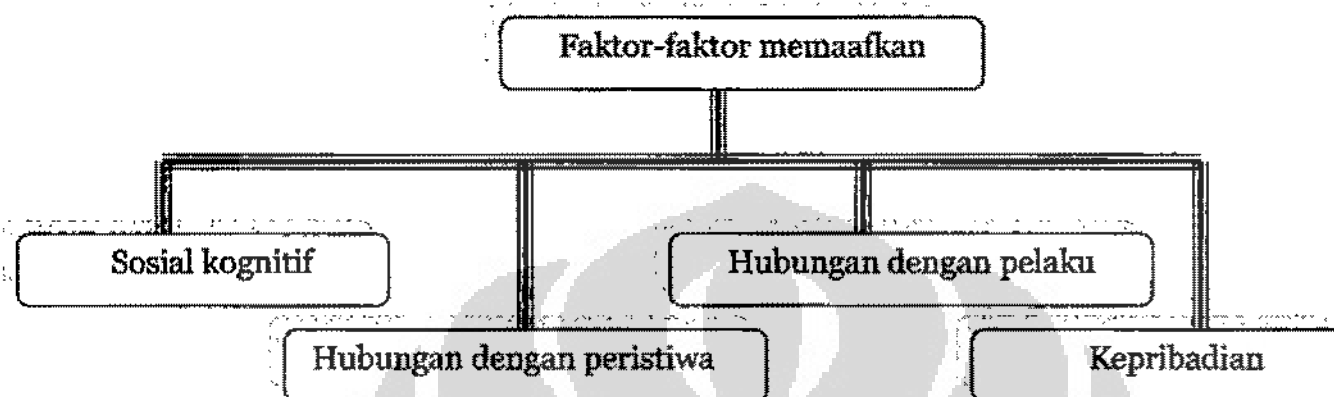 Faktor-faktor memaafkan
Sosial kognitif
Hubungan dengan pelaku
Hubungan dengan peristiwa
Kepribadian